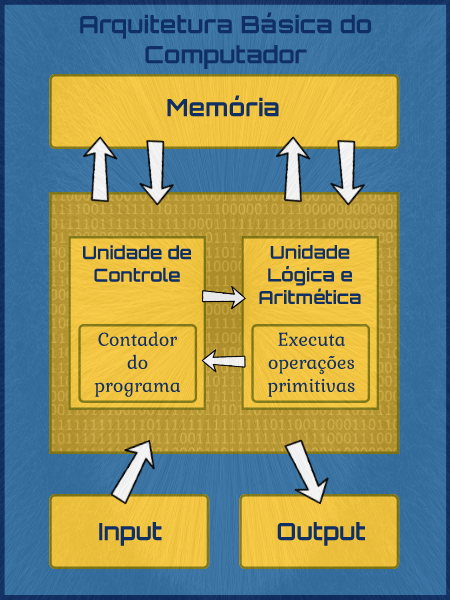 Arquitetura Básica do
Computador
Memória
Unidade de
Controle
Contador
do
programa
Unidade
Lógica e
Aritmética
Executa
operações
primitivas
Input
Output